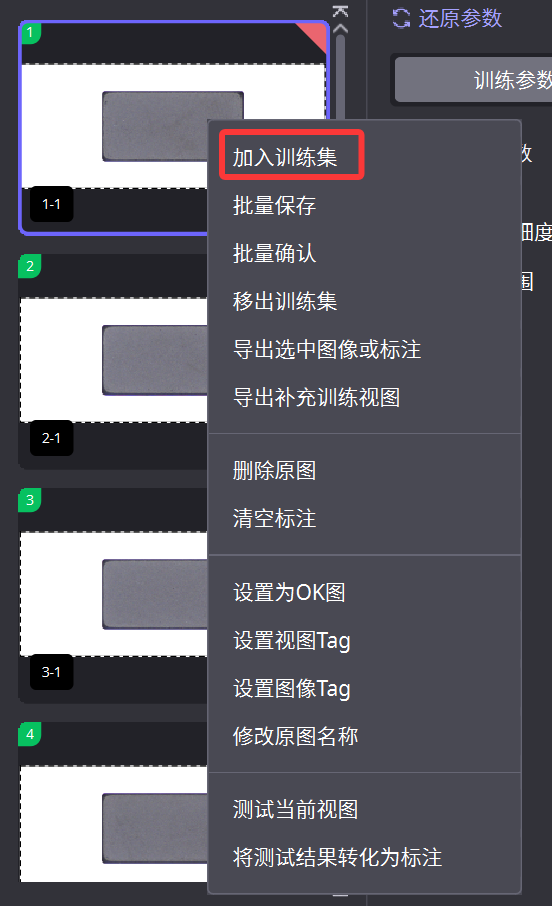 1
1-1
2
2-1
3
3-1
4
还原参数
训练参数
数
细度
围
加入训练集
批量保存
批量确认
移出训练集
导出选中图像或标注
导出补充训练视图
删除原图
清空标注
设置为OK图
设置视图Tag
设置图像Tag
修改原图名称
测试当前视图
将测试结果转化为标注